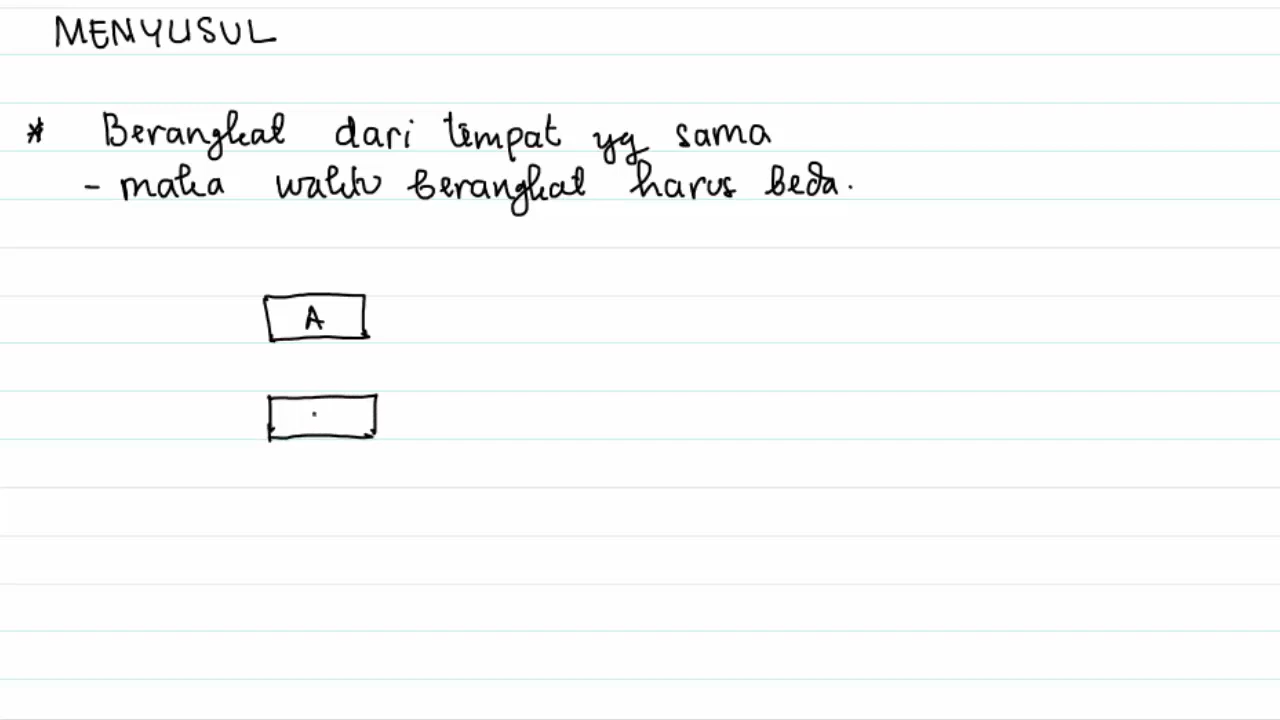 MENYUSUL
* Berangkat dari tempat yg sama
- maka waktu berangkat harus beda.
A